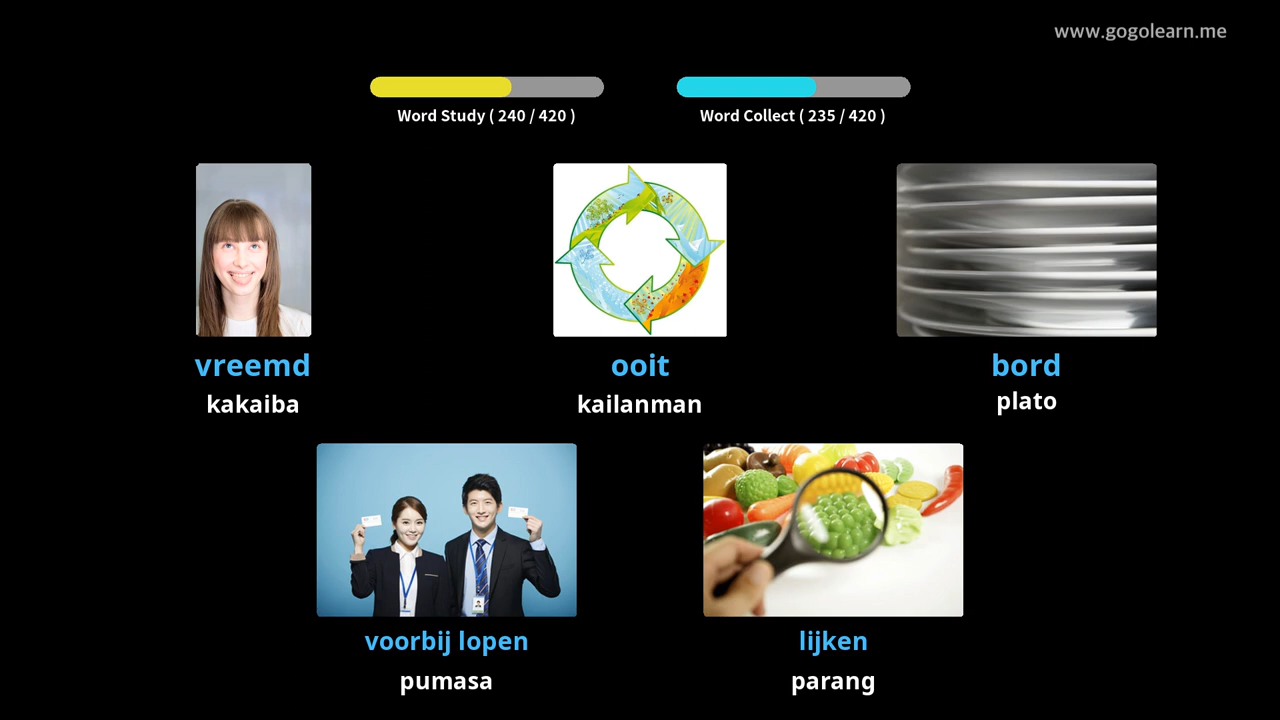 www.gogolearn.me
Word Study ( 240 / 420 )
Word Collect ( 235 / 420 )
vreemd
kakaiba
ooit
kailanman
bord
plato
voorbij lopen
pumasa
lijken
parang